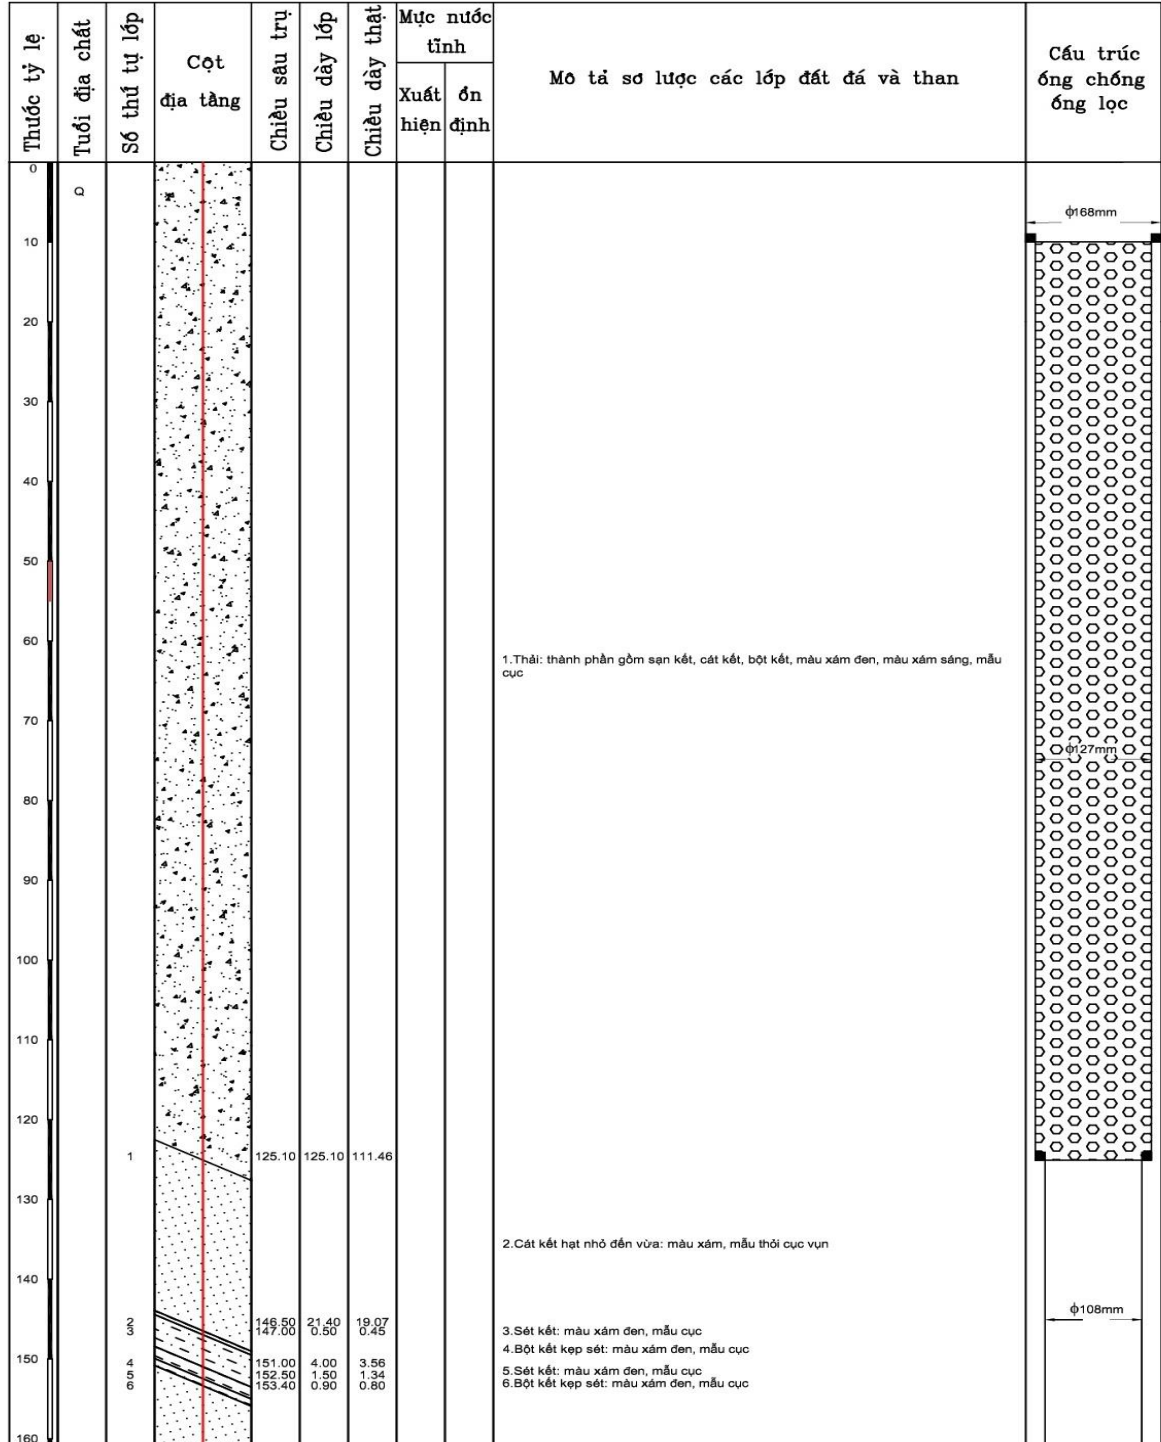 Thước tỷ lệ
Tuổi địa chất
Số thứ tự lớp
Cột
địa tầng
Chiều sâu trụ
Chiều dày lớp
Chiều dày thật
Mực nước
tĩnh
Xuất
hiện
ổn
định
Mô tả sơ lược các lớp đất đá và than
Cấu trúc
ống chống
ống lọc
0
Q
ϕ168mm
10
20
30
40
50
60
1.Thải: thành phần gồm sạn kết, cát kết, bột kết, màu xám đen, màu xám sáng, mẫu
cục
70
ϕ127mm
80
90
100
110
120
1 125.10 125.10 111.46
130
2.Cát kết hạt nhỏ đến vừa: màu xám, mẫu thỏi cục vụn
140
ϕ108mm
2 146.50 21.40 19.07
3 147.00 0.50 0.45
3.Sét kết: màu xám đen, mẫu cục
4.Bột kết kẹp sét: màu xám đen, mẫu cục
150
4 151.00 4.00 3.56
5 152.50 1.50 1.34
5.Sét kết: màu xám đen, mẫu cục
6 153.40 0.90 0.80
6.Bột kết kẹp sét: màu xám đen, mẫu cục
160